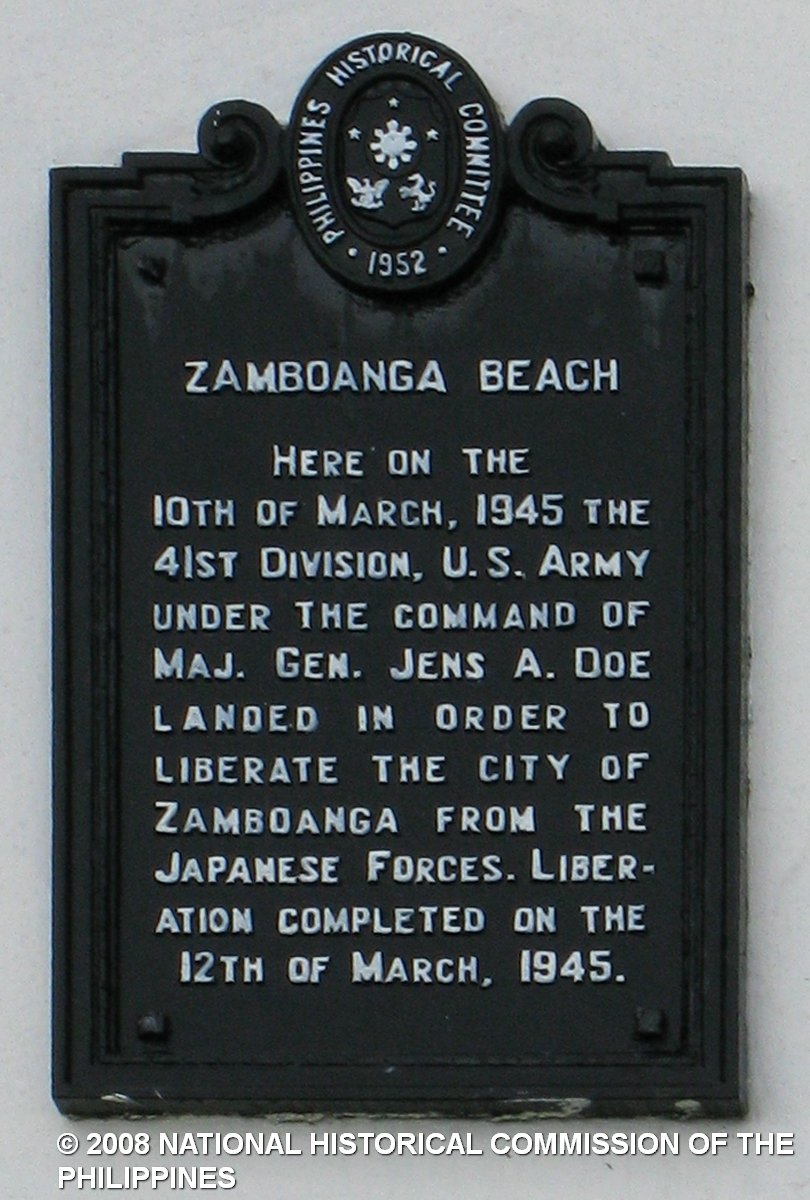 PHILIPPINES HISTORICAL COMMITTEE
• 1952 •
ZAMBOANGA BEACH
HERE ON THE
10TH OF MARCH, 1945 THE
41ST DIVISION, U.S. ARMY
UNDER THE COMMAND OF
MAJ. GEN. JENS A. DOE
LANDED IN ORDER TO
LIBERATE THE CITY OF
ZAMBOANGA FROM THE
JAPANESE FORCES. LIBER-
ATION COMPLETED ON THE
12TH OF MARCH, 1945.
© 2008 NATIONAL HISTORICAL COMMISSION OF THE
PHILIPPINES